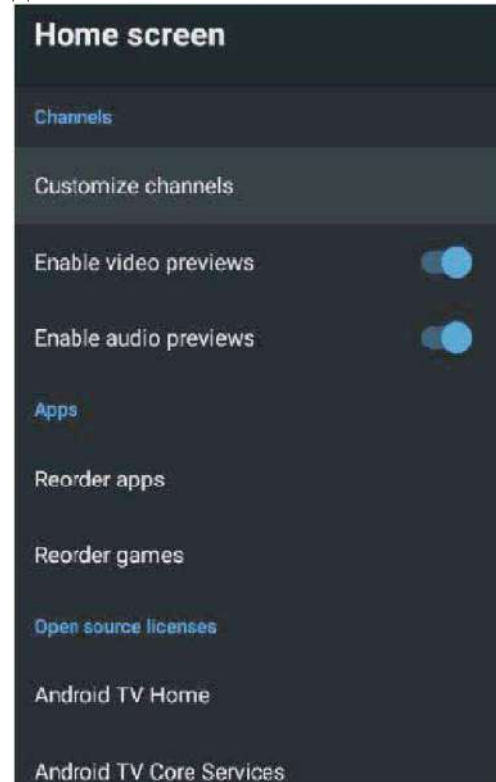 Home screen
Channels
Customize channels
Enable video previews
Enable audio previews
Apps
Reorder apps
Reorder games
Open source licenses
Android TV Home
Android TV Core Services